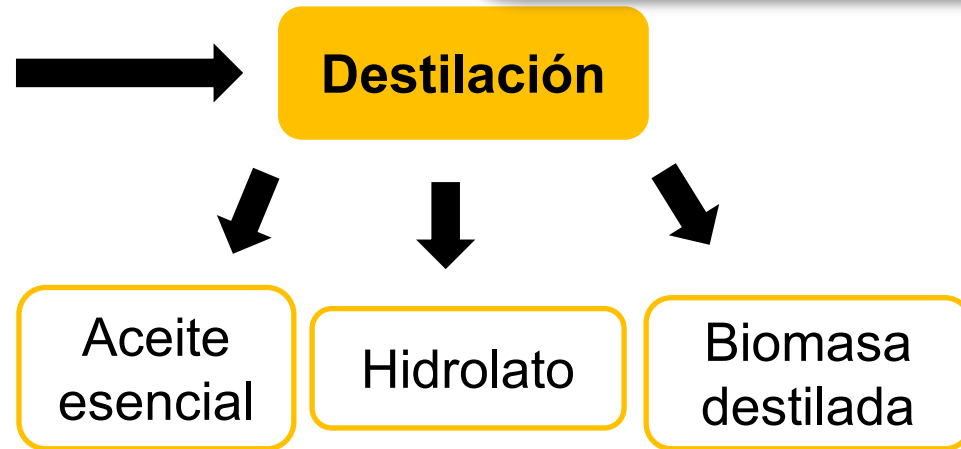 Destilación
Aceite
esencial
Hidrolato
Biomasa
destilada